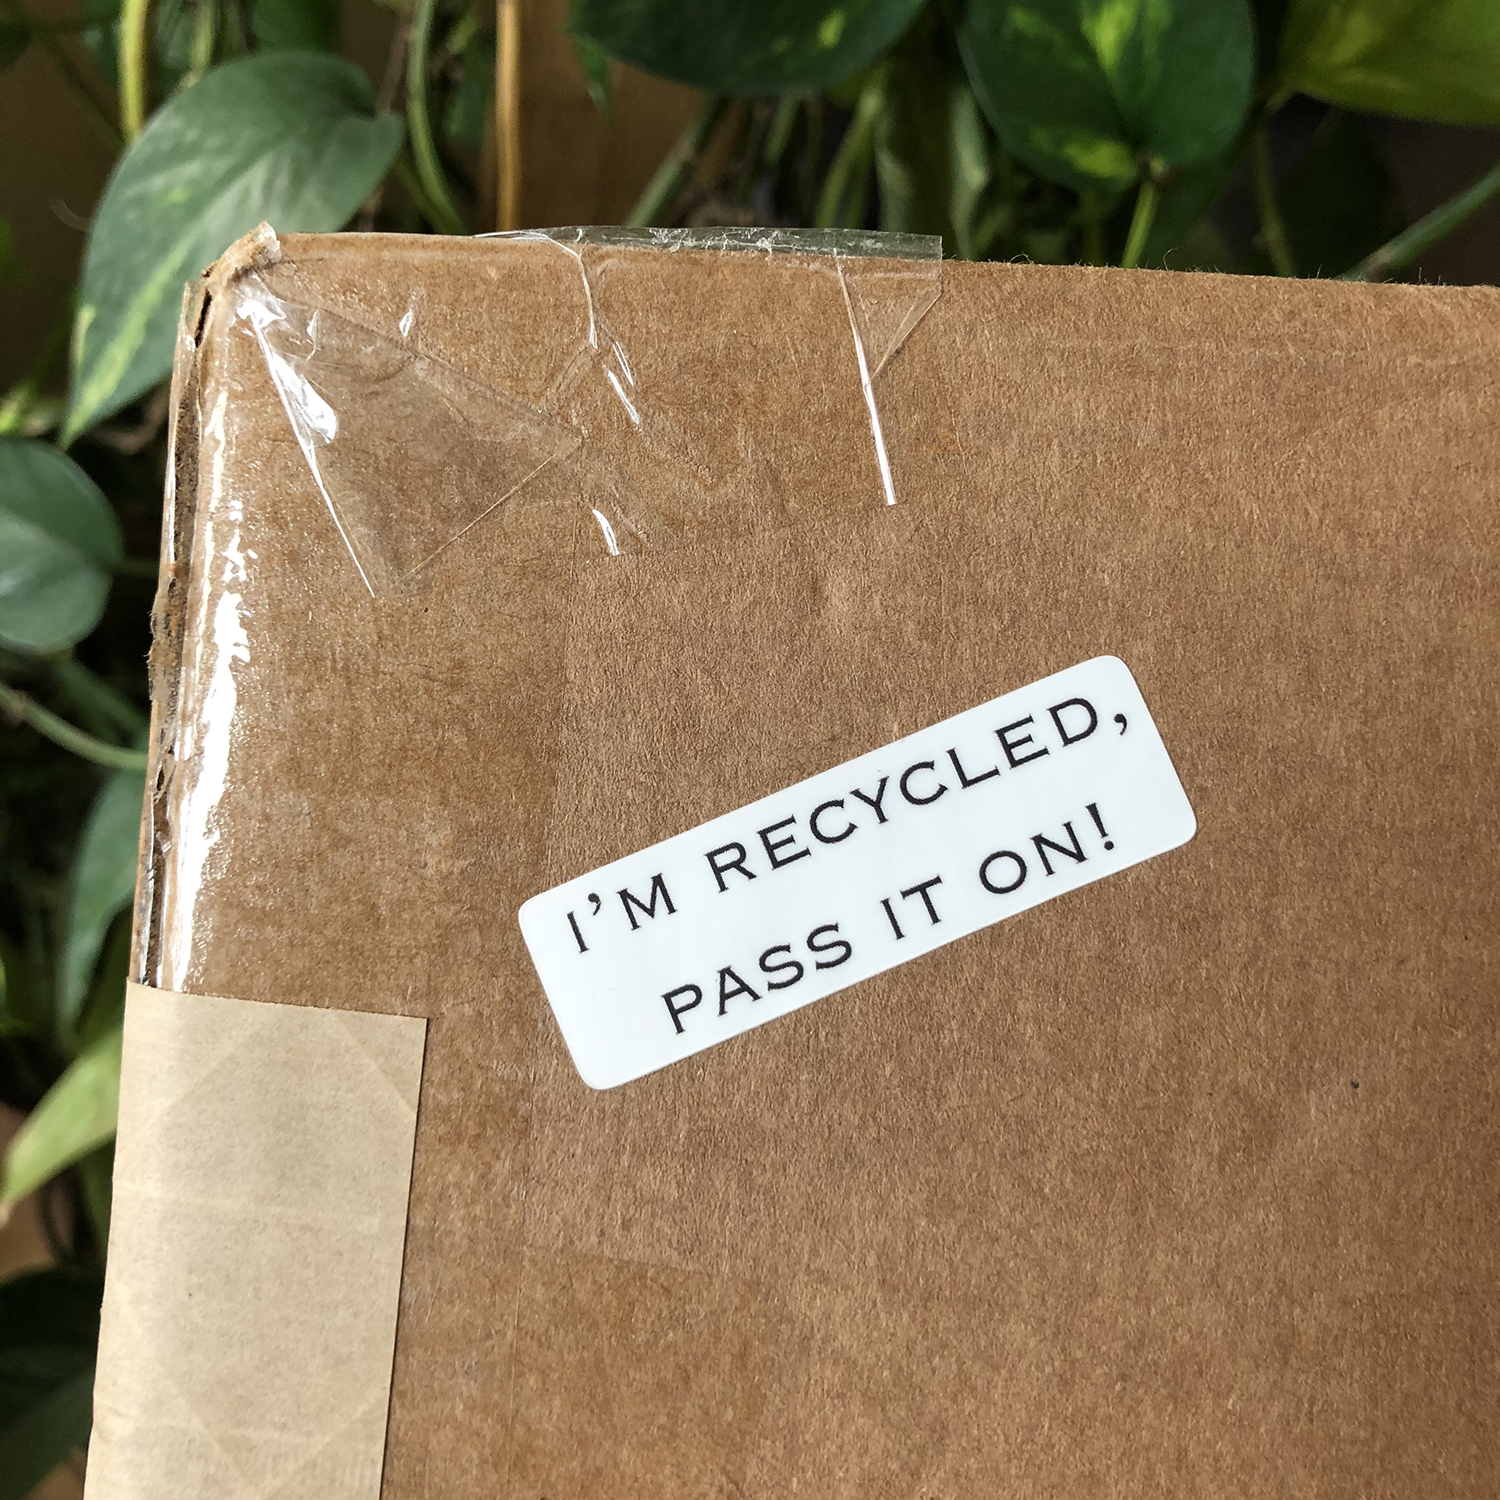 I'M RECYCLED,
PASS IT ON!